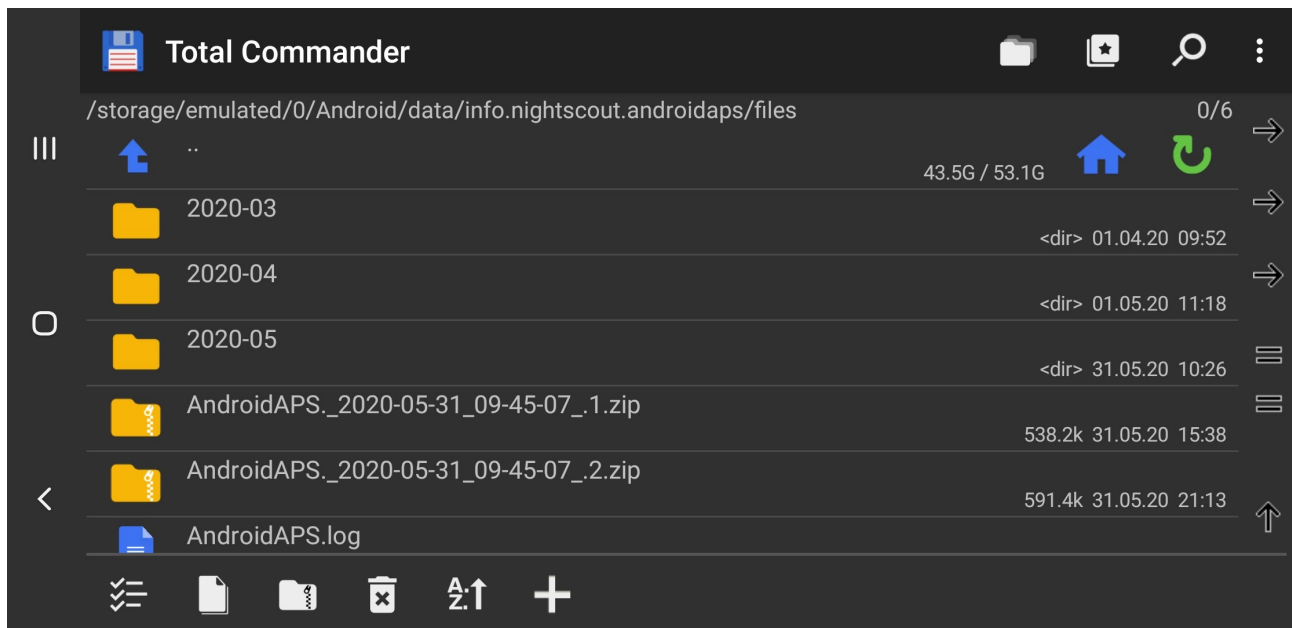 Total Commander
/storage/emulated/0/Android/data/info.nightscout.androidaps/files 0/6
..
43.5G / 53.1G
2020-03
<dir> 01.04.20 09:52
2020-04
<dir> 01.05.20 11:18
2020-05
<dir> 31.05.20 10:26
AndroidAPS._2020-05-31_09-45-07_.1.zip
538.2k 31.05.20 15:38
AndroidAPS._2020-05-31_09-45-07_.2.zip
591.4k 31.05.20 21:13
AndroidAPS.log
A.
Z.